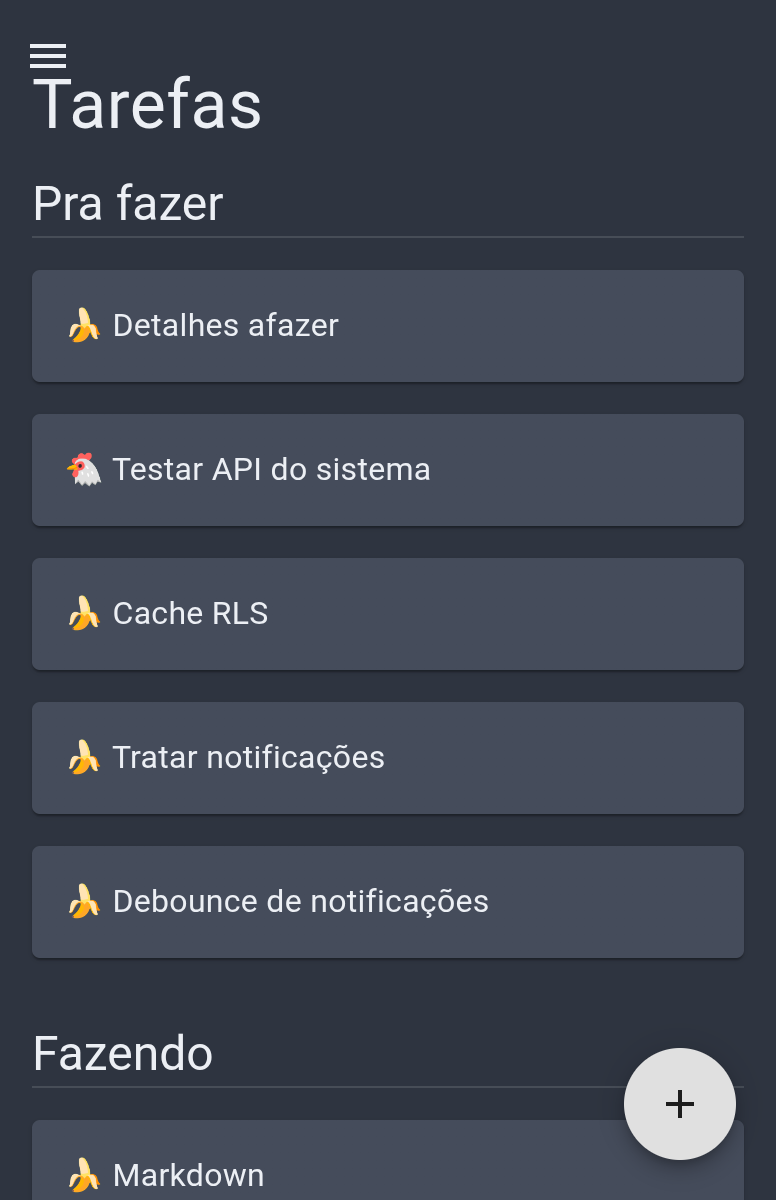 Tarefas
Pra fazer
🍌 Detalhes afazer
🐔 Testar API do sistema
🍌 Cache RLS
🍌 Tratar notificações
🍌 Debounce de notificações
Fazendo
🍌 Markdown